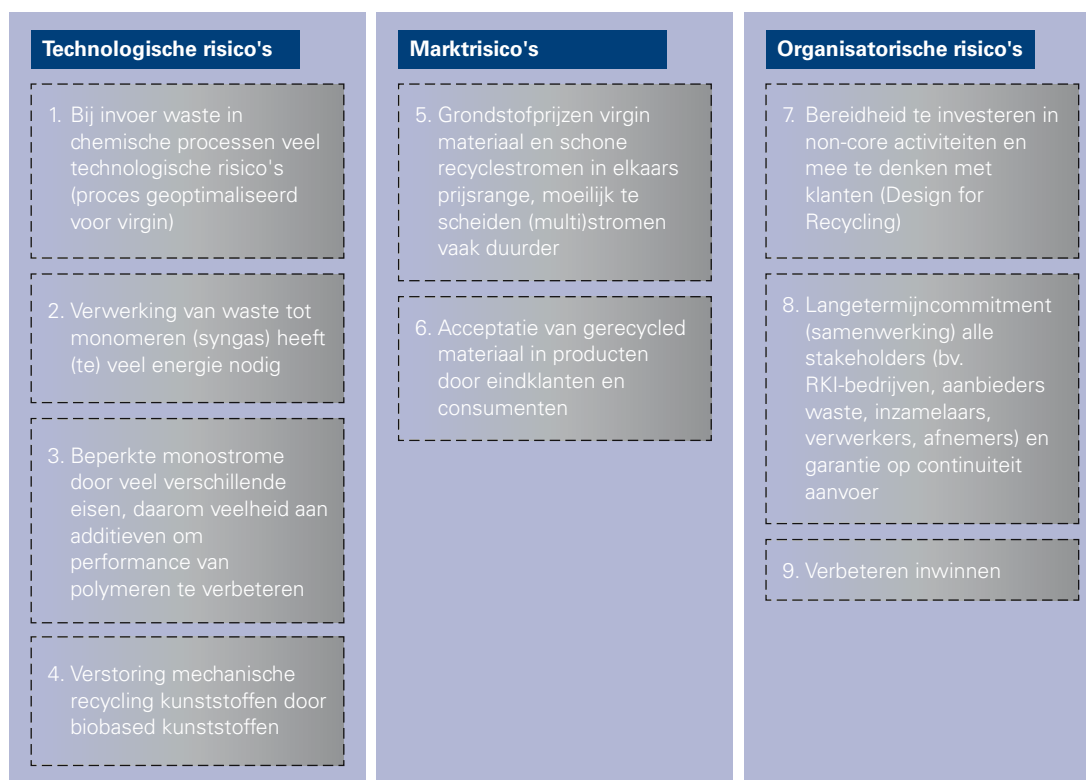 Technologische risico's
1. Bij invoer waste in
chemische processen veel
technologische risico's
(proces geoptimaliseerd
voor virgin)
2. Verwerking van waste tot
monomeren (syngas) heeft
(te) veel energie nodig
3. Beperkte monostrome
door veel verschillende
eisen, daarom veelheid aan
additieven om
performance van
polymeren te verbeteren
4. Verstoring mechanische
recycling kunststoffen door
biobased kunststoffen
Marktrisico's
5. Grondstofprijzen virgin
materiaal en schone
recyclestromen in elkaars
prijsrange, moeilijk te
scheiden (multi)stromen
vaak duurder
6. Acceptatie van gerecycled
materiaal in producten
door eindklanten en
consumenten
Organisatorische risico's
7. Bereidheid te investeren in
non-core activiteiten en
mee te denken met
klanten (Design for
Recycling)
8. Langetermijncommitment
(samenwerking) alle
stakeholders (bv.
RKI-bedrijven, aanbieders
waste, inzamelaars,
verwerkers, afnemers) en
garantie op continuiteit
aanvoer
9. Verbeteren inwinnen